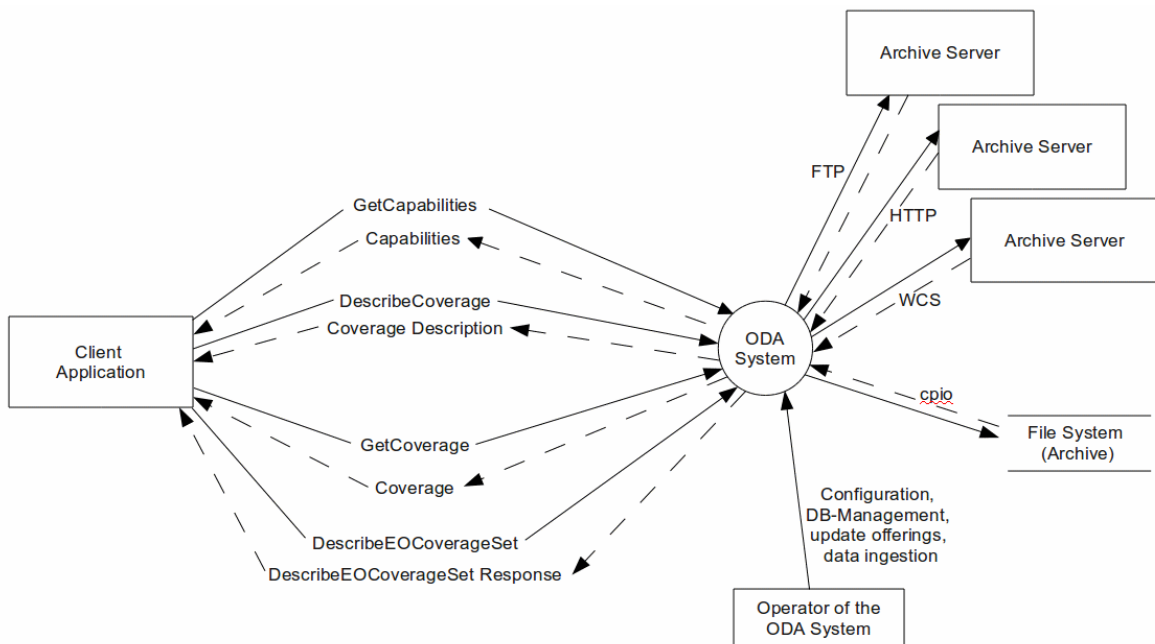 Archive Server
Archive Server
FTP
GetCapabilities
HTTP
Capabilities
Archive Server
DescribeCoverage
WCS
Coverage Description
Client
Application
ODA
System
cpio
File System
(Archive)
GetCoverage
Coverage
Configuration,
DB-Management,
update offerings,
data ingestion
DescribeEOCoverageSet
DescribeEOCoverageSet Response
Operator of the
ODA System